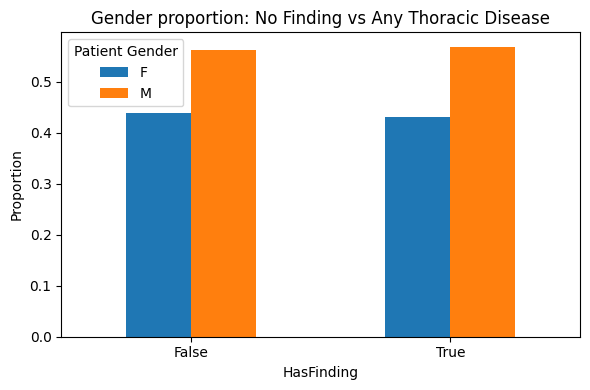 Gender proportion: No Finding vs Any Thoracic Disease
Patient Gender
F
M
0.5
0.4
0.3
0.2
0.1
0.0
Proportion
False True
HasFinding